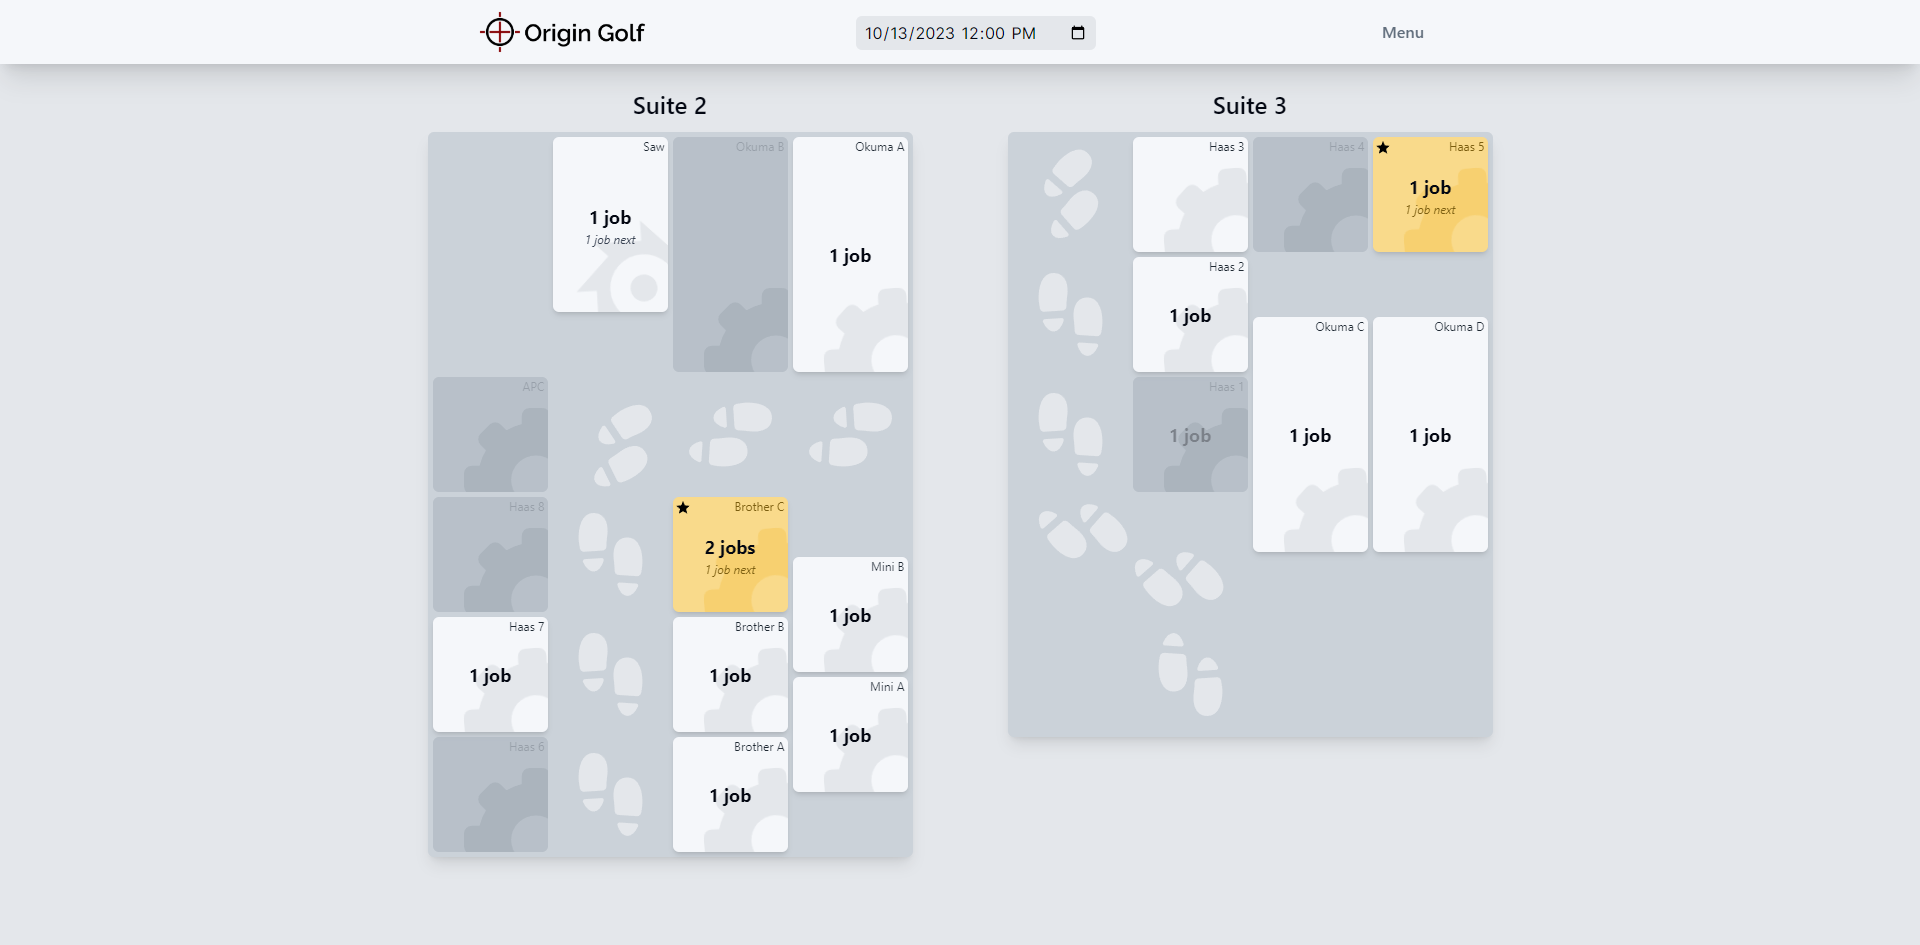 Origin Golf
10/13/2023 12:00 PM
Menu
Suite 2
Saw
1 job
1 job next
Okuma B
Okuma A
1 job
APC
Haas 8
Brother C
2 jobs
1 job next
Mini B
1 job
Haas 7
1 job
Brother B
1 job
Mini A
1 job
Haas 6
Brother A
1 job
Suite 3
Haas 3
Haas 4
Haas 5
1 job
1 job next
Haas 2
1 job
Okuma C
1 job
Okuma D
1 job
Haas 1
1 job